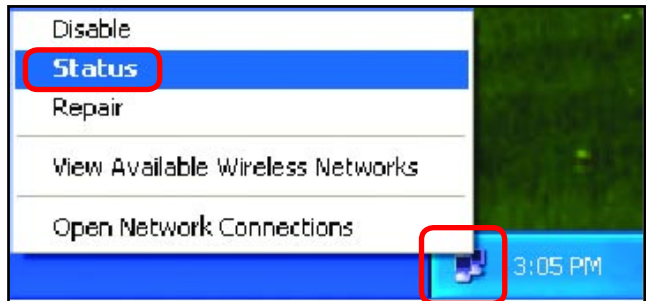 Disable
Status
Repair
View Available Wireless Networks
Open Network Connections
3:05 PM